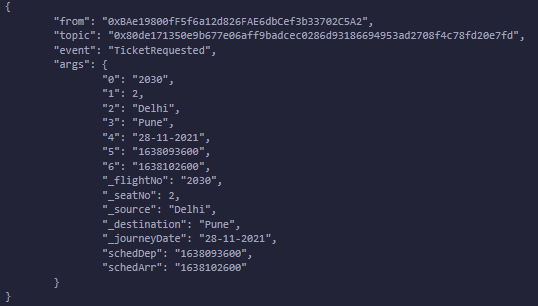 {
"from": "0xBAe19800fF5f6a12d826FAE6dbCef3b33702C5A2",
"topic": "0x80de171350e9b677e06aff9badcec0286d93186694953ad2708f4c78fd20e7fd",
"event": "TicketRequested",
"args": {
"0": "2030",
"1": 2,
"2": "Delhi",
"3": "Pune",
"4": "28-11-2021",
"5": "1638093600",
"6": "1638102600",
"_flightNo": "2030",
"_seatNo": 2,
"_source": "Delhi",
"_destination": "Pune",
"_journeyDate": "28-11-2021",
"schedDep": "1638093600",
"schedArr": "1638102600"
}
}